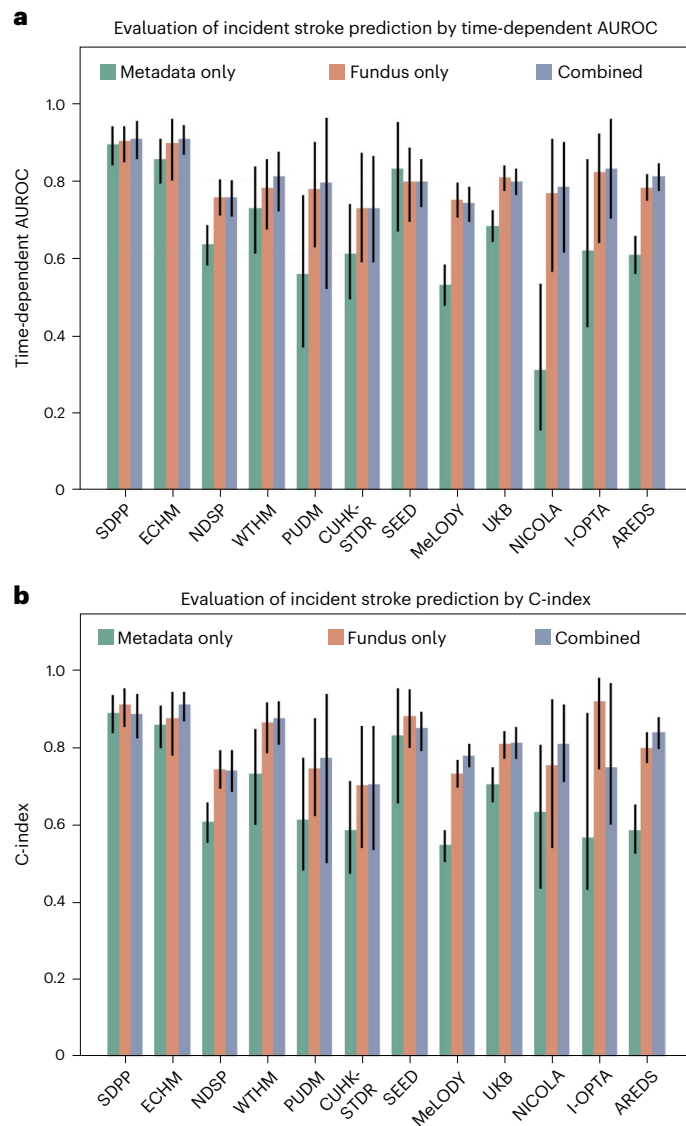 a
Evaluation of incident stroke prediction by time-dependent AUROC
Metadata only Fundus only Combined
1.0
0.8
0.6
0.4
0.2
0
Time-dependent AUROC
SDPP ECHM NDSP WTHM PUDM CUHK- SEED MeLODY UKB NICOLA I-OPTA AREDS
STDR
b
Evaluation of incident stroke prediction by C-index
Metadata only Fundus only Combined
1.0
0.8
0.6
0.4
0.2
0
C-index
SDPP ECHM NDSP WTHM PUDM CUHK- SEED MeLODY UKB NICOLA I-OPTA AREDS
STDR